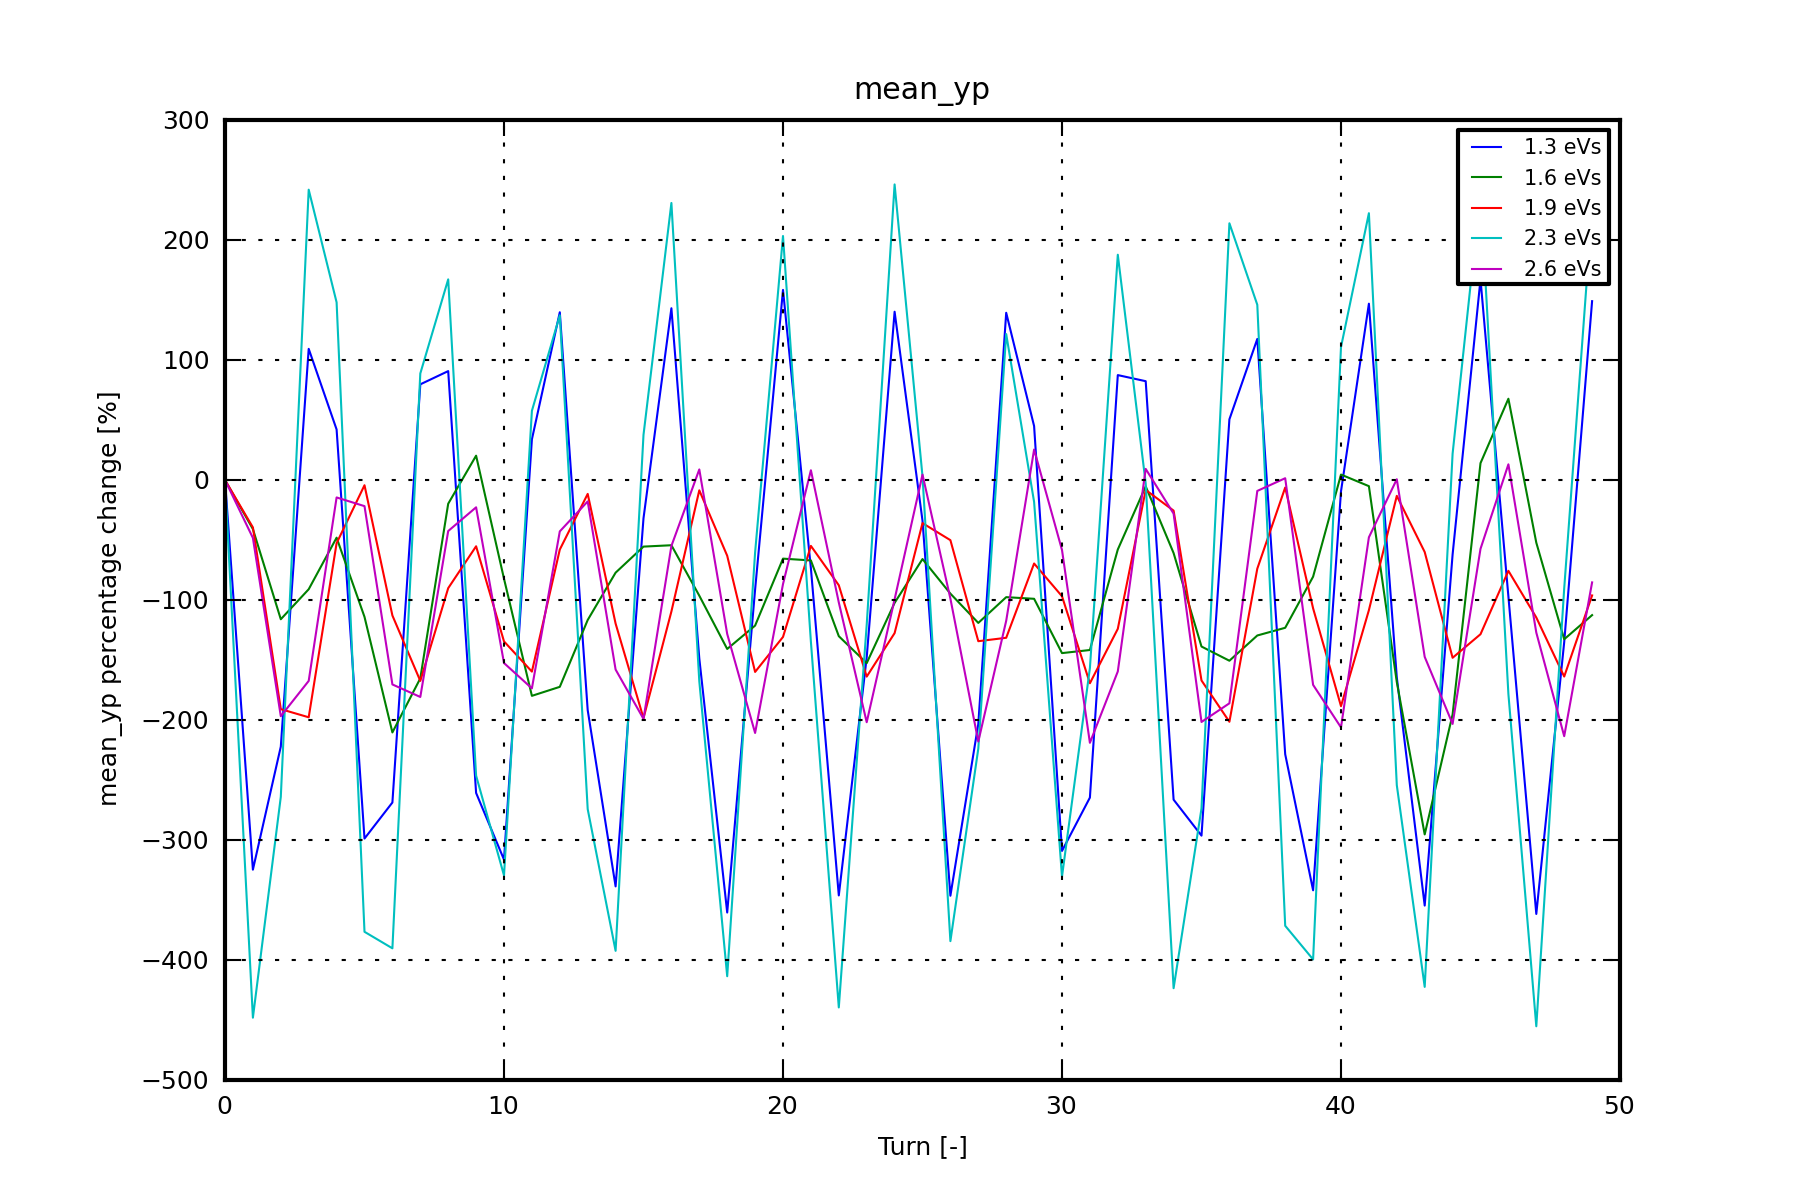 mean_yp
300
200
100
0
−100
−200
−300
−400
−500
mean_yp percentage change [%]
1.3 eVs
1.6 eVs
1.9 eVs
2.3 eVs
2.6 eVs
0 10 20 30 40 50
Turn [-]